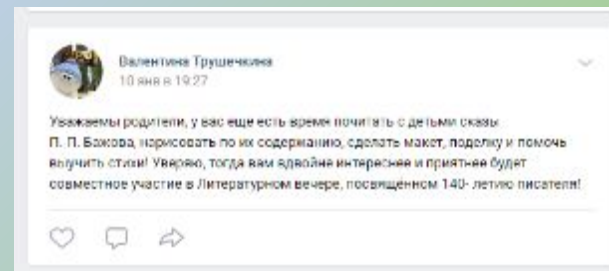 Валентина Трушечкина
10 янв в 19:27
Уважаемы родители, у вас еще есть время почитать с детьми сказы
П. П. Бажова, нарисовать по их содержанию, сделать макет, поделку и помочь
выучить стихи! Уверяю, тогда вам вдвойне интереснее и приятнее будет
совместное участие в Литературном вечере, посвящённом 140- летию писателя!